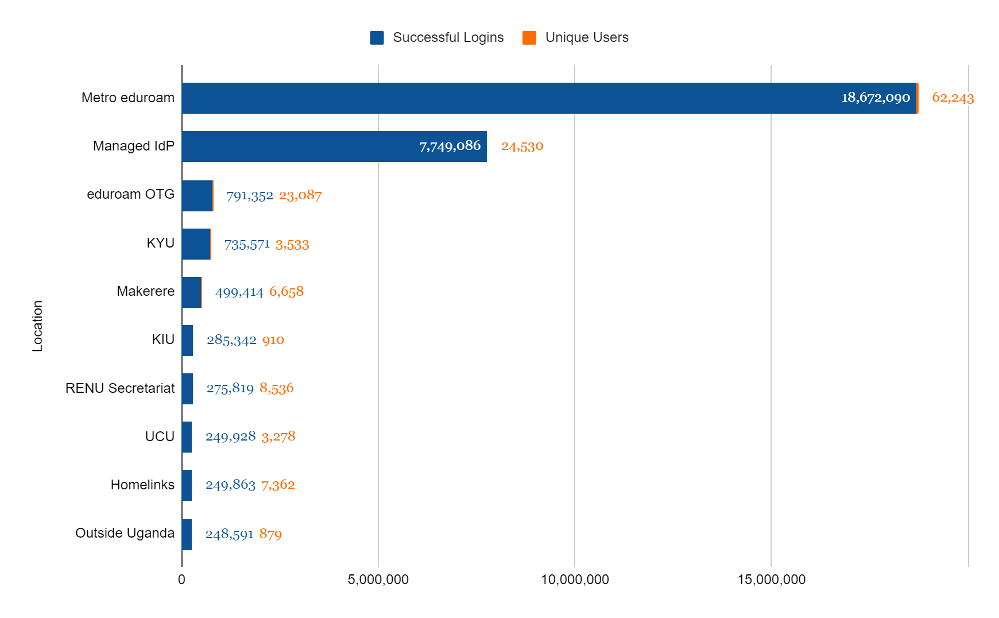 Successful Logins Unique Users
Location
Metro eduroam 18,672,090 62,243
Managed IdP 7,749,086 24,530
eduroam OTG 791,352 23,087
KYU 735,571 3,533
Makerere 499,414 6,658
KIU 285,342 910
RENU Secretariat 275,819 8,536
UCU 249,928 3,278
Homelinks 249,863 7,362
Outside Uganda 248,591 879
0 5,000,000 10,000,000 15,000,000